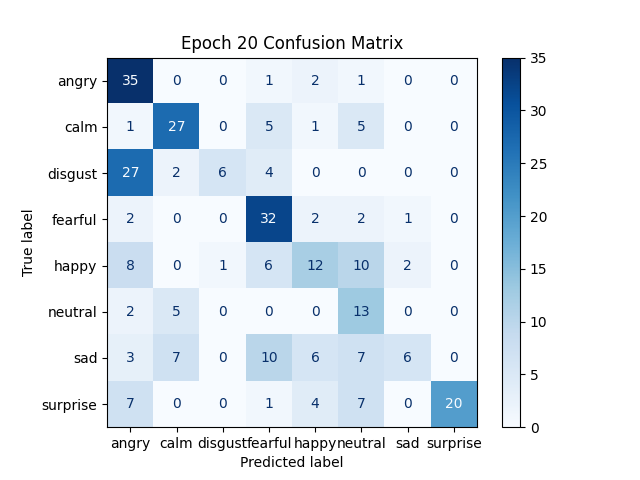 Epoch 20 Confusion Matrix
angry 35 0 0 1 2 1 0 0
calm 1 27 0 5 1 5 0 0
disgust 27 2 6 4 0 0 0 0
fearful 2 0 0 32 2 2 1 0
happy 8 0 1 6 12 10 2 0
neutral 2 5 0 0 0 13 0 0
sad 3 7 0 10 6 7 6 0
surprise 7 0 0 1 4 7 0 20
angry calm disgust fearful happy neutral sad surprise
Predicted label
True label
35
30
25
20
15
10
5
0